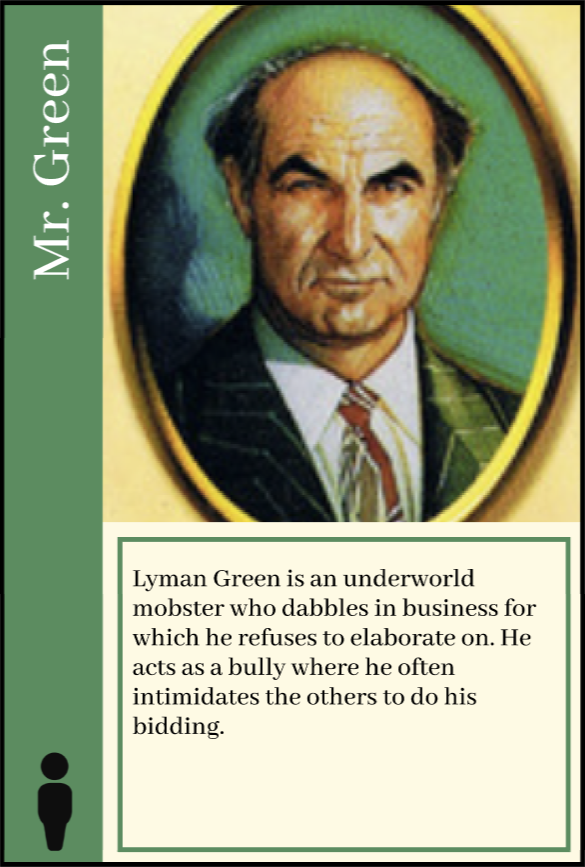 Mr. Green
Lyman Green is an underworld
mobster who dabbles in business for
which he refuses to elaborate on. He
acts as a bully where he often
intimidates the others to do his
bidding.